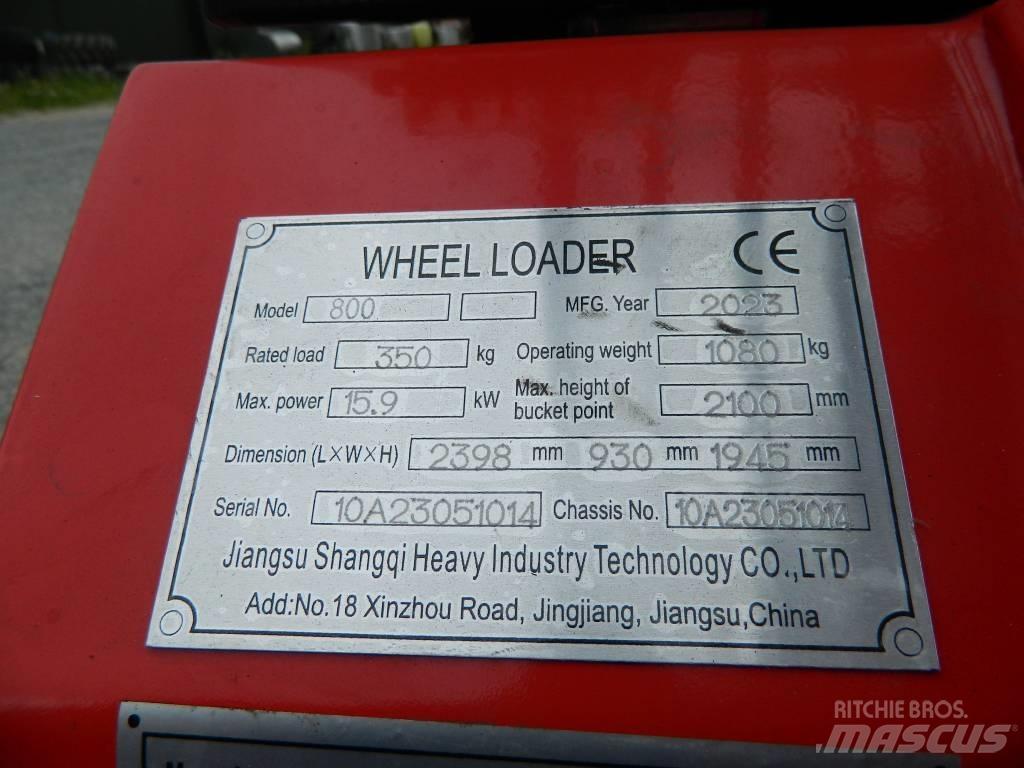 WHEEL LOADER CE
Model 800 MFG. Year 2023
Rated load 350 kg Operating weight 1080 kg
Max. power 15.9 kW Max. height of bucket point 2100 mm
Dimension (L×W×H) 2398 mm 930 mm 1945 mm
Serial No. 10A23051014 Chassis No. 10A23051014
Jiangsu Shangqi Heavy Industry Technology CO.,LTD
Add:No.18 Xinzhou Road, Jingjiang, Jiangsu,China
RITCHIE BROS.
MASCUS